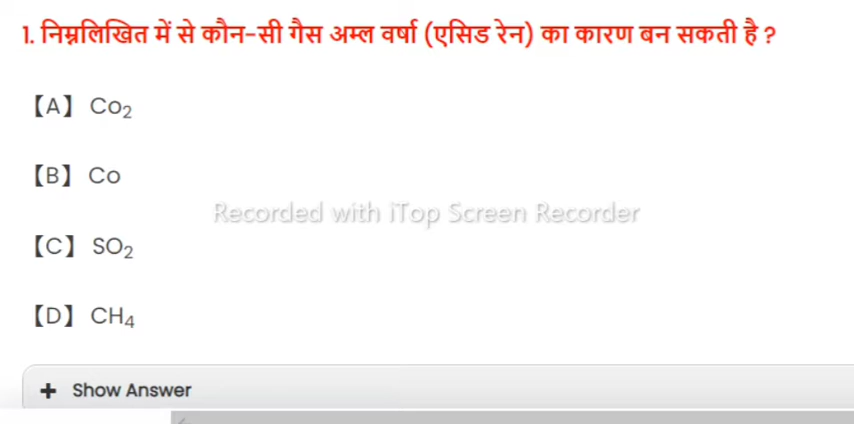 1. निम्नलिखित में से कौन-सी गैस अम्ल वर्षा (एसिड रेन) का कारण बन सकती है ?
【A】 Co₂
【B】 Co
Recorded with iTop Screen Recorder
【C】 SO₂
【D】 CH₄
+ Show Answer